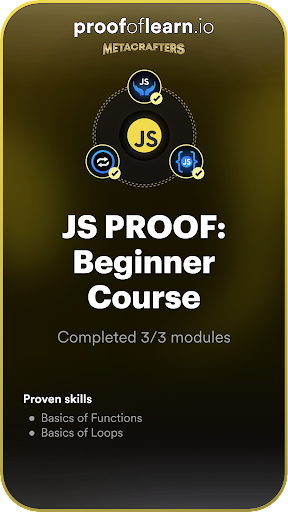 proofoflearn.io
METACRAFTERS
JS
JS
JS
JS PROOF:
Beginner
Course
Completed 3/3 modules
Proven skills
Basics of Functions
Basics of Loops